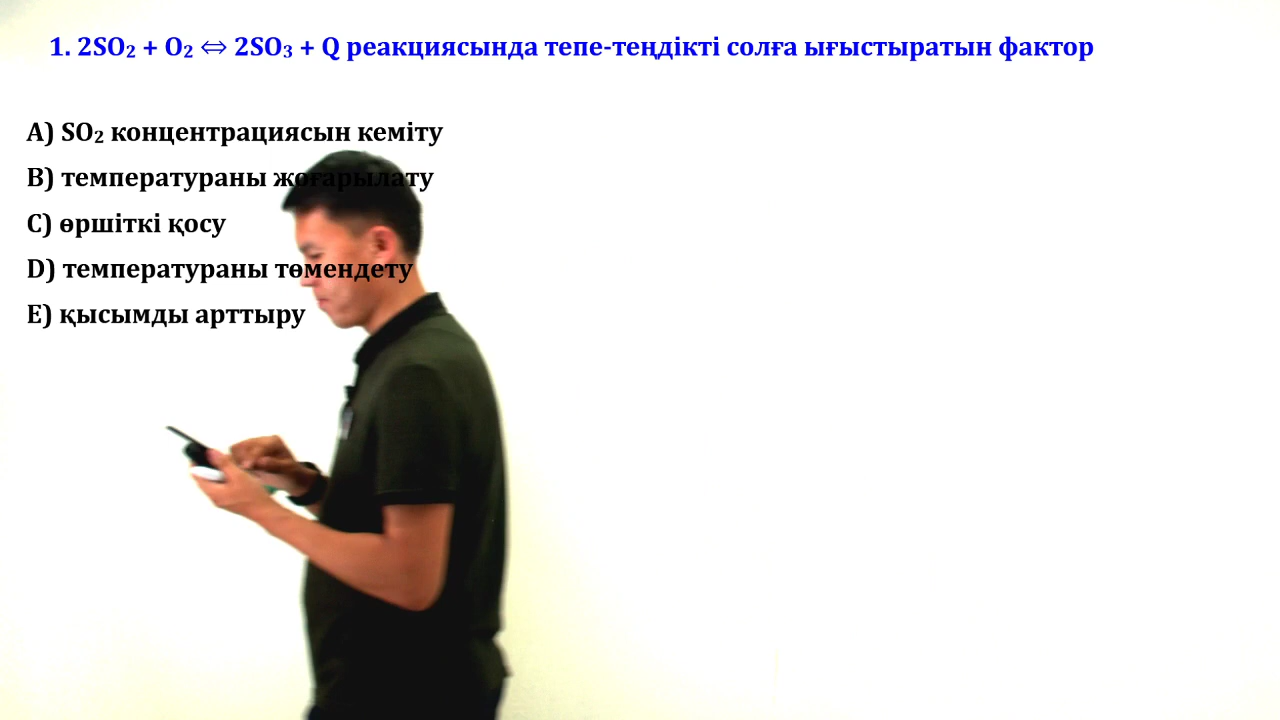 1. 2SO₂ + O₂ ⇔ 2SO₃ + Q реакциясында тепе-теңдікті солға ығыстыратын фактор
A) SO₂ концентрациясын кеміту
B) температураны жоғарылату
C) өршіткі қосу
D) температураны төмендету
E) қысымды арттыру